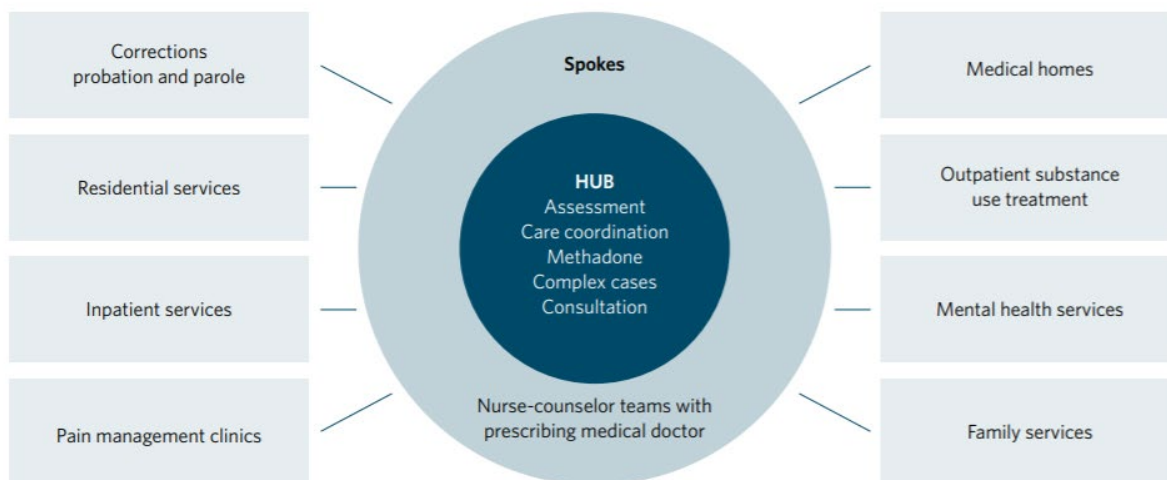 Corrections
probation and parole
Residential services
Inpatient services
Pain management clinics
Spokes
HUB
Assessment
Care coordination
Methadone
Complex cases
Consultation
Nurse-counselor teams with
prescribing medical doctor
Medical homes
Outpatient substance
use treatment
Mental health services
Family services